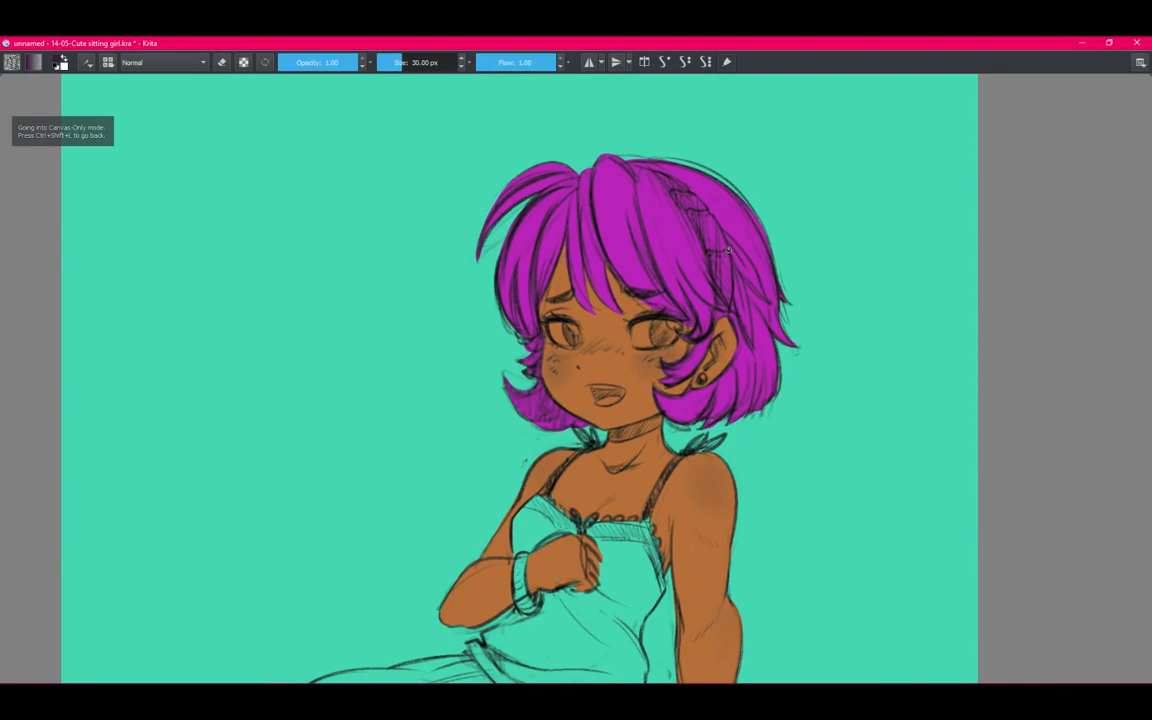 unnamed - 14-05-Cute sitting girl.kra * - Krita
Normal
Opacity: 1.00
Size: 30.00 px
Flow: 1.00
Going into Canvas-Only mode.
Press Ctrl+Shift+L to go back.